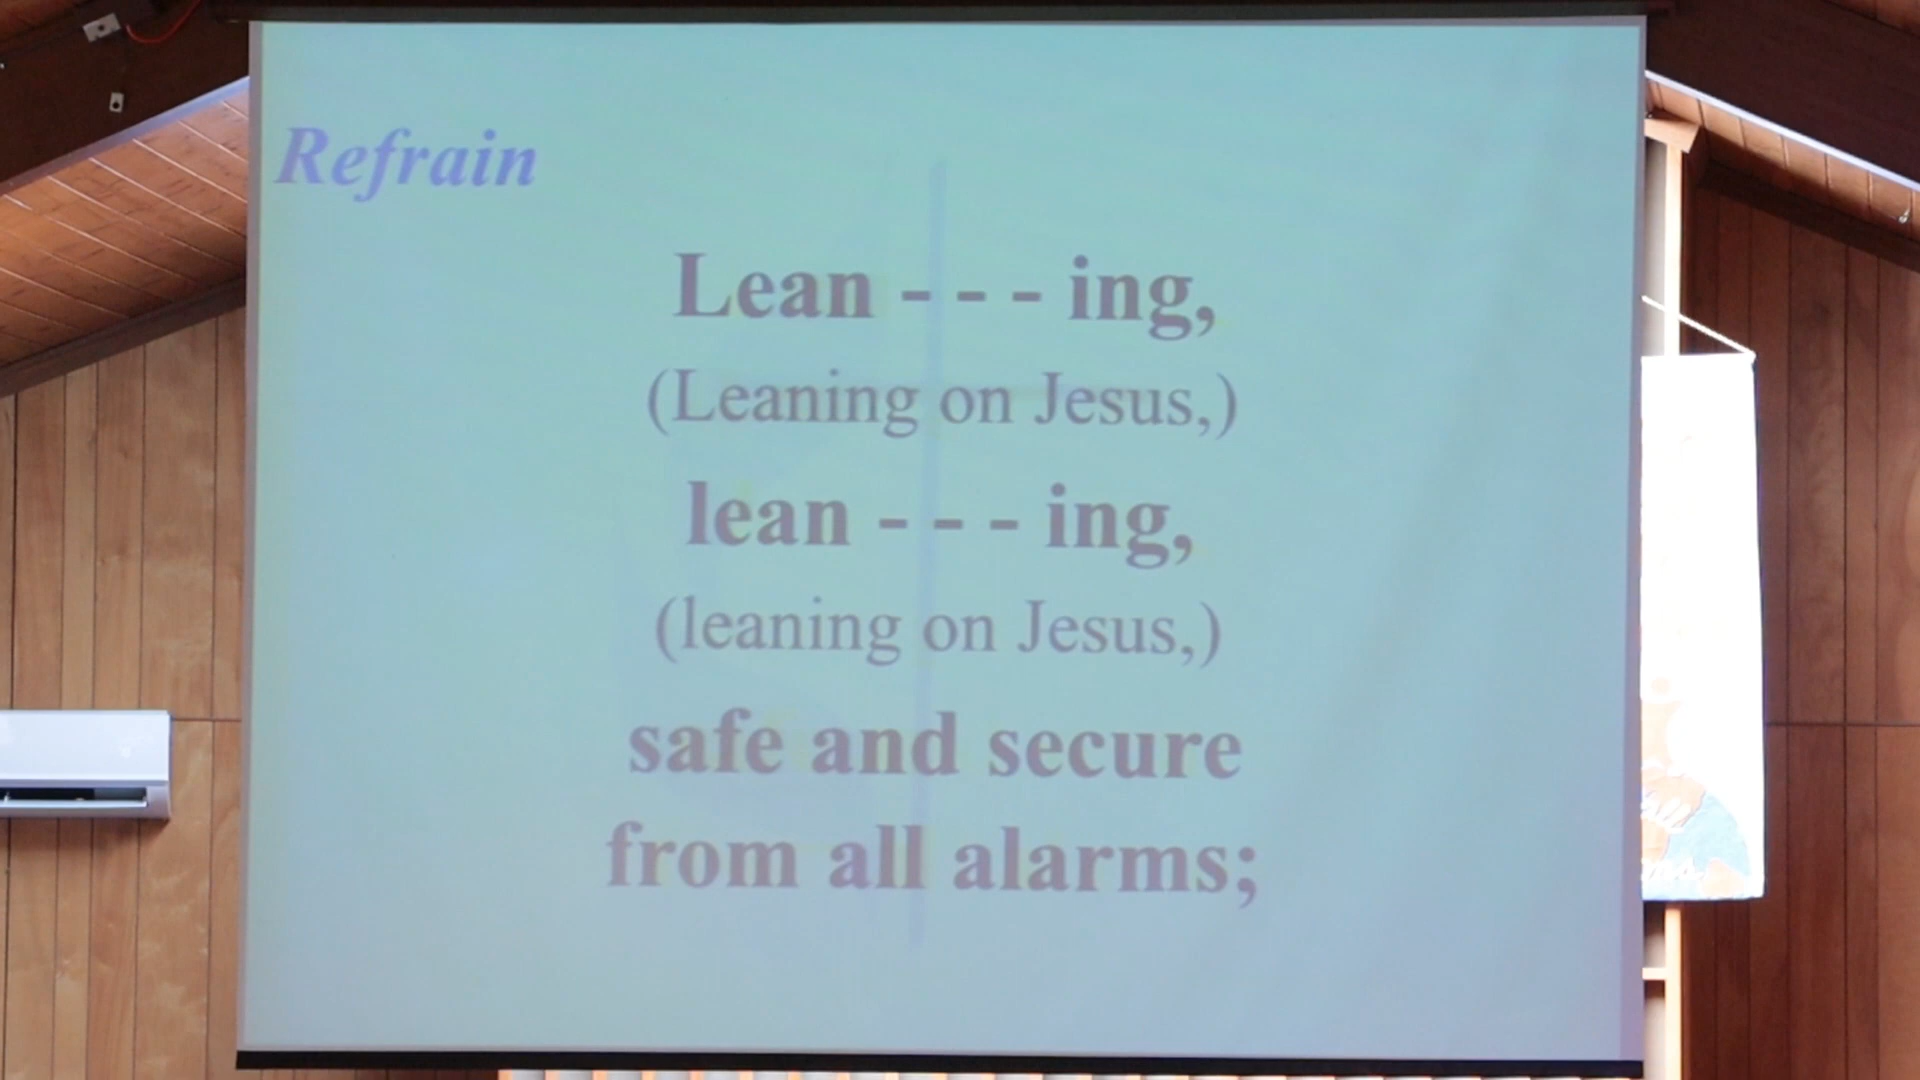 Refrain
Lean - - - ing,
(Leaning on Jesus,)
lean - - - ing,
(leaning on Jesus,)
safe and secure
from all alarms;